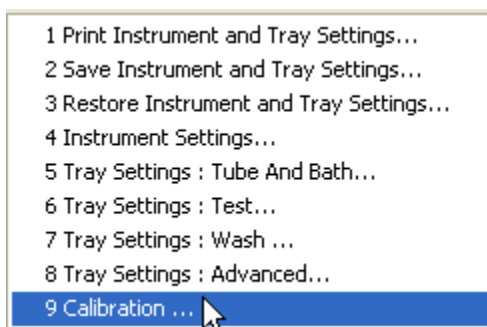 1 Print Instrument and Tray Settings...
2 Save Instrument and Tray Settings...
3 Restore Instrument and Tray Settings...
4 Instrument Settings...
5 Tray Settings : Tube And Bath...
6 Tray Settings : Test...
7 Tray Settings : Wash ...
8 Tray Settings : Advanced...
9 Calibration ...